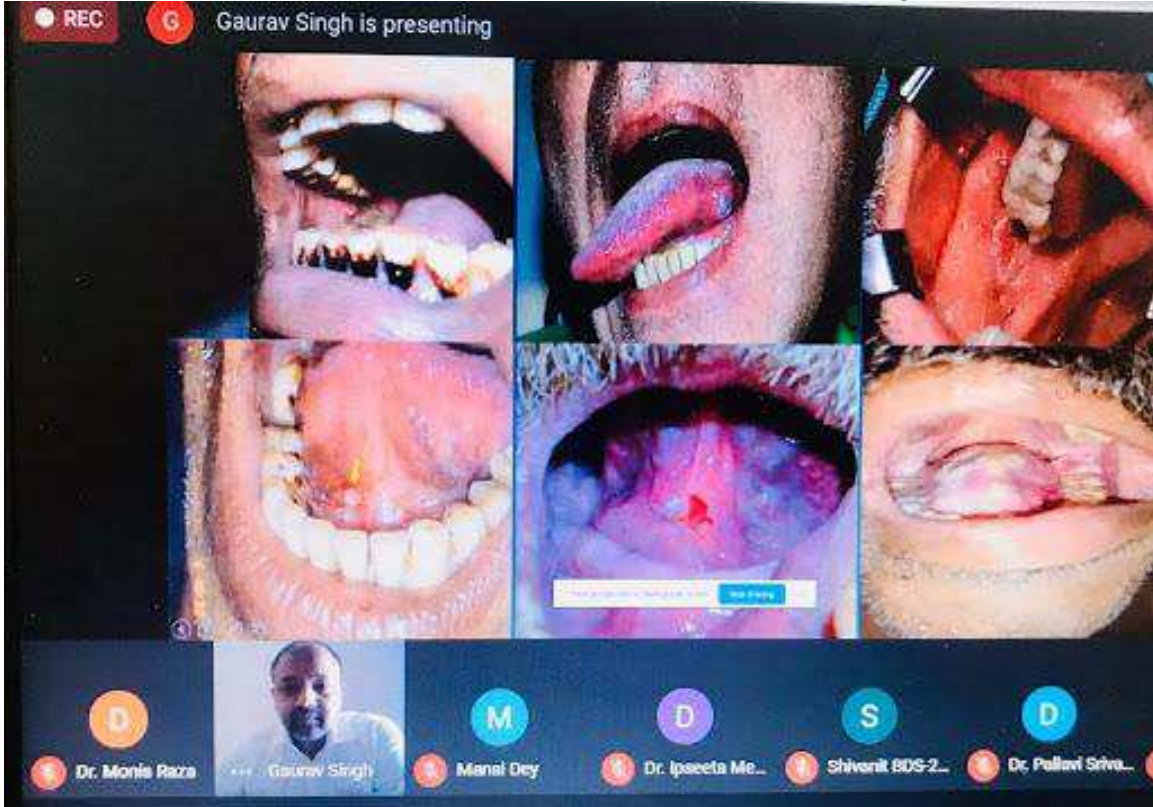 REC
G
Gaurav Singh is presenting
D
Dr. Monis Raza
Gaurav Singh
M
Mansi Dey
D
Dr. Ipseeta Me...
S
Shivanit BDS-2...
D
Dr. Pallavi Sriva...